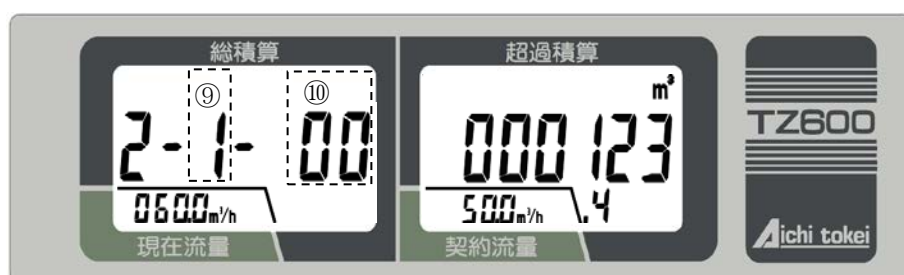 総積算
⑨ ⑩
2-1- 00
060.0m³/h
現在流量
超過積算
m³
000123
50.0m³/h .4
契約流量
TZ600
Aichi tokei